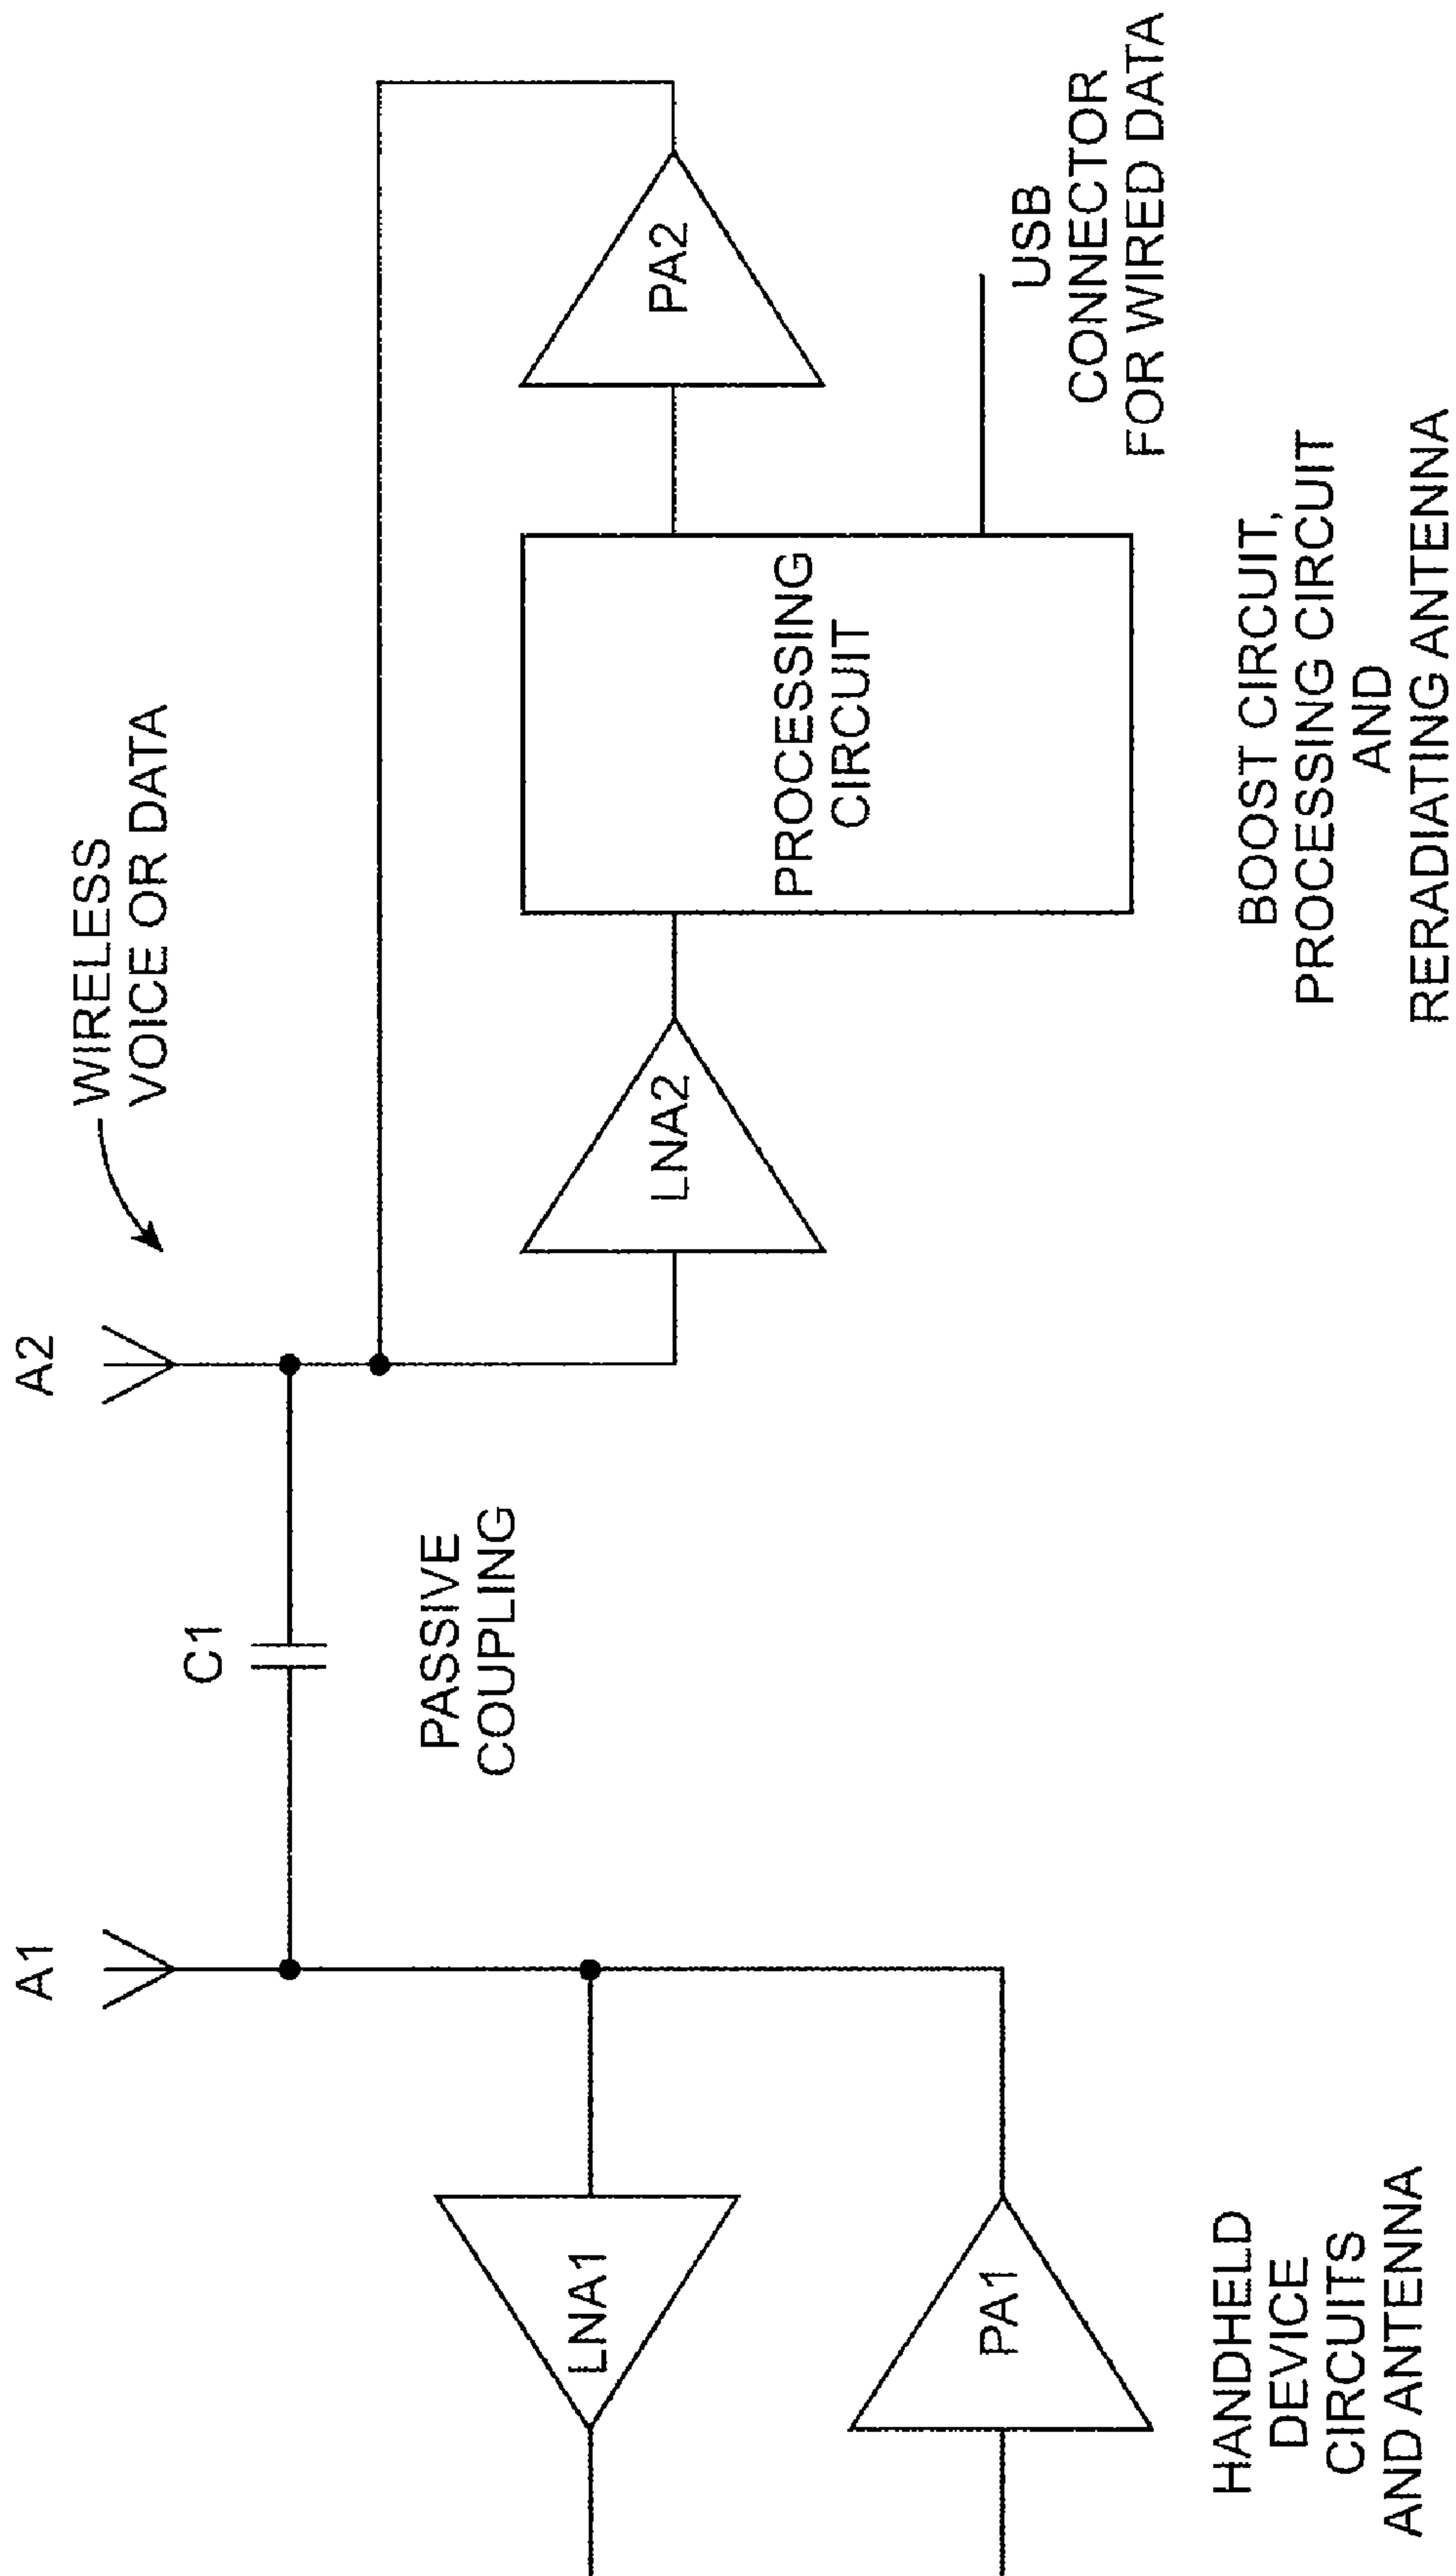 A1
A2
WIRELESS
VOICE OR DATA
C1
PASSIVE
COUPLING
LNA1
PA1
LNA2
PROCESSING
CIRCUIT
PA2
USB
CONNECTOR
FOR WIRED DATA
HANDHELD
DEVICE
CIRCUITS
AND ANTENNA
BOOST CIRCUIT,
PROCESSING CIRCUIT
AND
RERADIATING ANTENNA